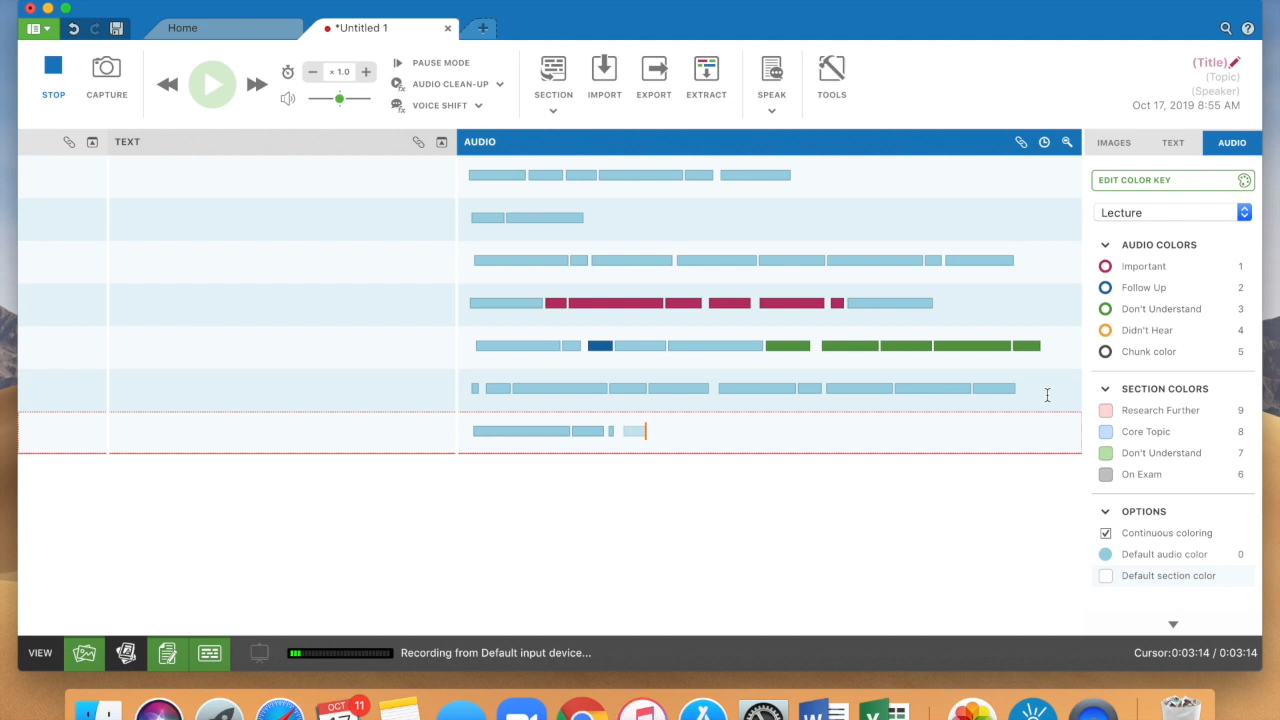 Home
*Untitled 1
STOP
CAPTURE
x 1.0
PAUSE MODE
AUDIO CLEAN-UP
VOICE SHIFT
SECTION
IMPORT
EXPORT
EXTRACT
SPEAK
TOOLS
(Title)
(Topic)
(Speaker)
Oct 17, 2019 8:55 AM
TEXT
AUDIO
IMAGES
TEXT
AUDIO
EDIT COLOR KEY
Lecture
AUDIO COLORS
Important 1
Follow Up 2
Don't Understand 3
Didn't Hear 4
Chunk color 5
SECTION COLORS
Research Further 9
Core Topic 8
Don't Understand 7
On Exam 6
OPTIONS
Continuous coloring
Default audio color 0
Default section color
VIEW
Recording from Default input device...
Cursor:0:03:14 / 0:03:14
OCT
11